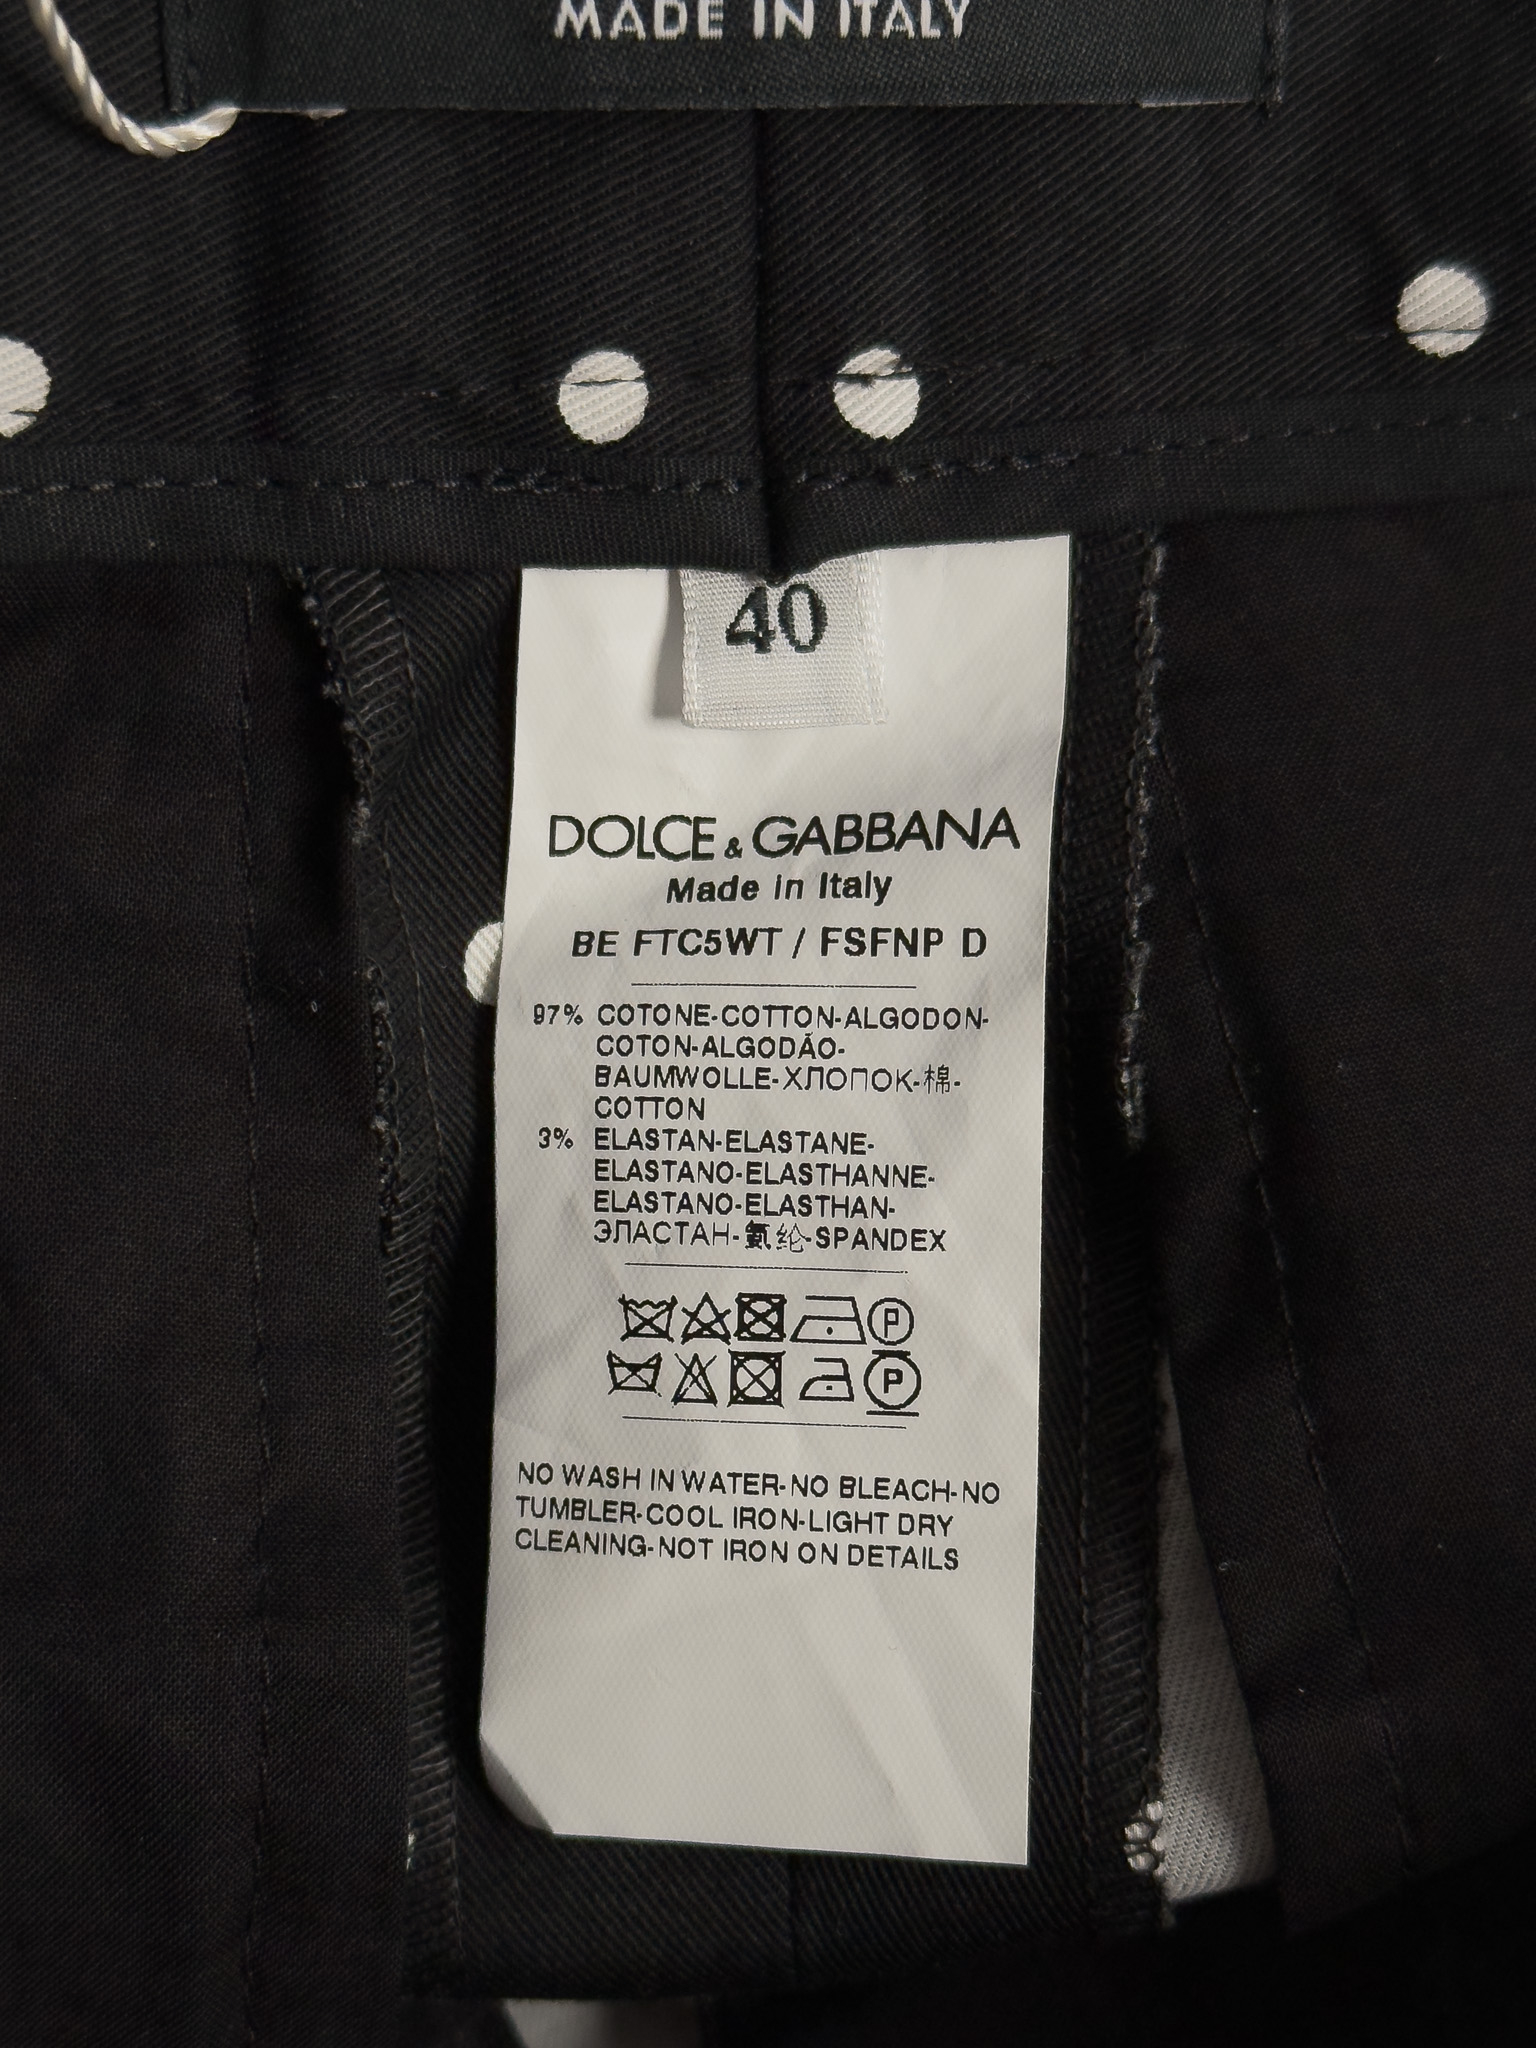 MADE IN ITALY
40
DOLCE & GABBANA
Made in Italy
BE FTC5WT / FSFNP D
97% COTONE-COTTON-ALGODON-
COTON-ALGODÃO-
BAUMWOLLE-ХЛОПОК-棉-
COTTON
3% ELASTAN-ELASTANE-
ELASTANO-ELASTHANNE-
ELASTANO-ELASTHAN-
ЭЛАСТАН-氨纶-SPANDEX
P
P
NO WASH IN WATER-NO BLEACH-NO
TUMBLER-COOL IRON-LIGHT DRY
CLEANING-NOT IRON ON DETAILS